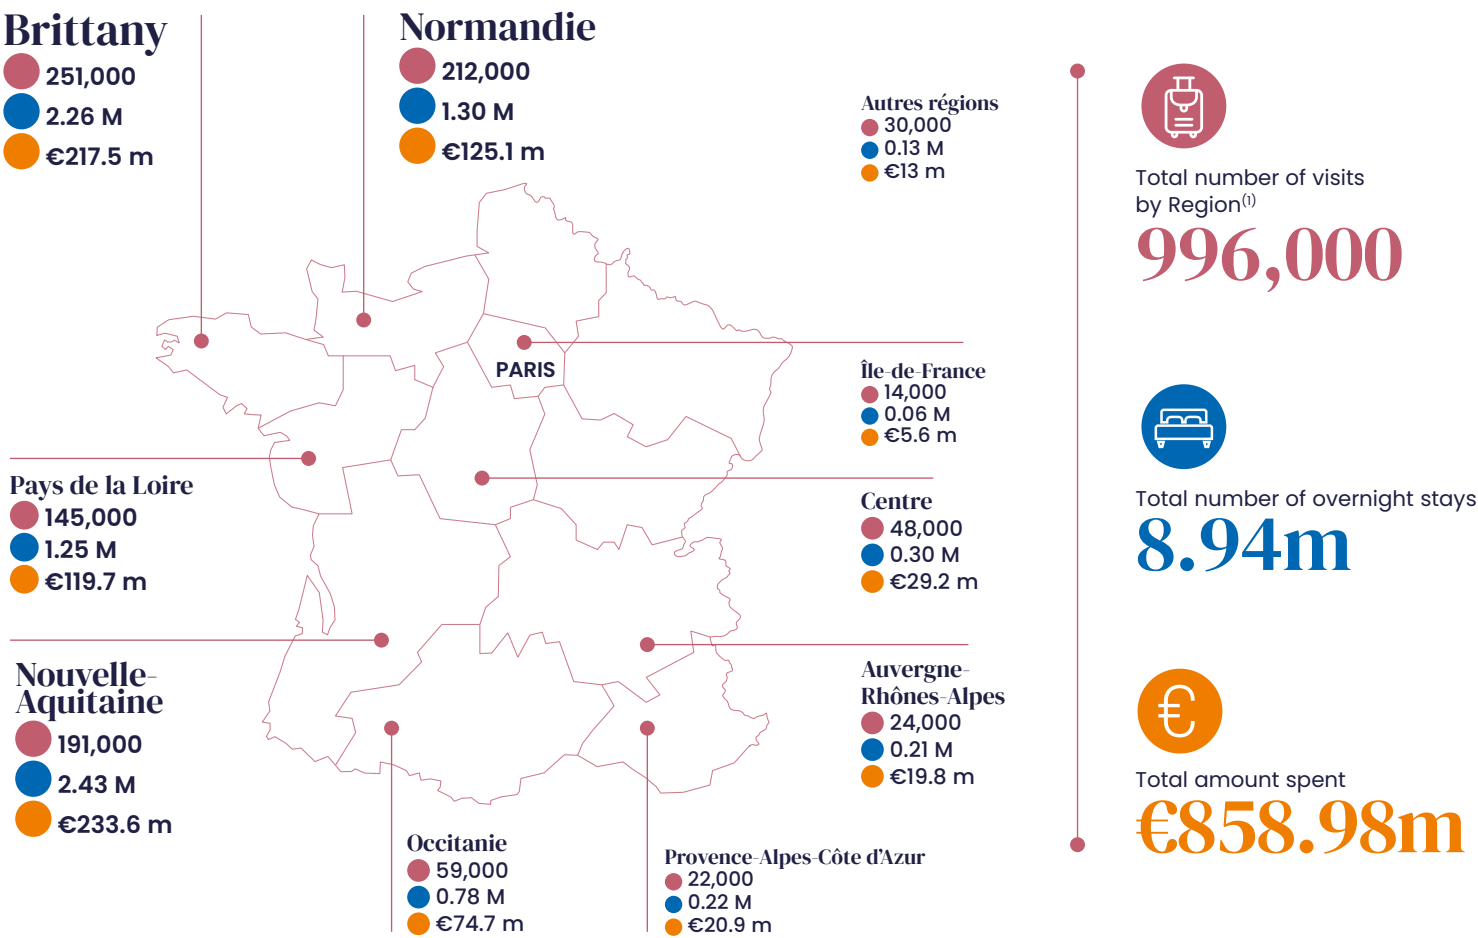 Brittany
251,000
2.26 M
€217.5 m
Normandie
212,000
1.30 M
€125.1 m
Autres régions
30,000
0.13 M
€13 m
PARIS
Île-de-France
14,000
0.06 M
€5.6 m
Pays de la Loire
145,000
1.25 M
€119.7 m
Centre
48,000
0.30 M
€29.2 m
Nouvelle-
Aquitaine
191,000
2.43 M
€233.6 m
Auvergne-
Rhônes-Alpes
24,000
0.21 M
€19.8 m
Occitanie
59,000
0.78 M
€74.7 m
Provence-Alpes-Côte d'Azur
22,000
0.22 M
€20.9 m
Total number of visits
by Region(1)
996,000
Total number of overnight stays
8.94m
€
Total amount spent
€858.98m